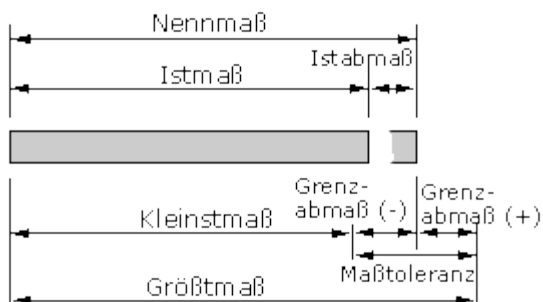 Nennmaß
Istabmaß
Istmaß
Grenz-
abmaß (-)
Grenz-
abmaß (+)
Kleinstmaß
Maßtoleranz
Größtmaß